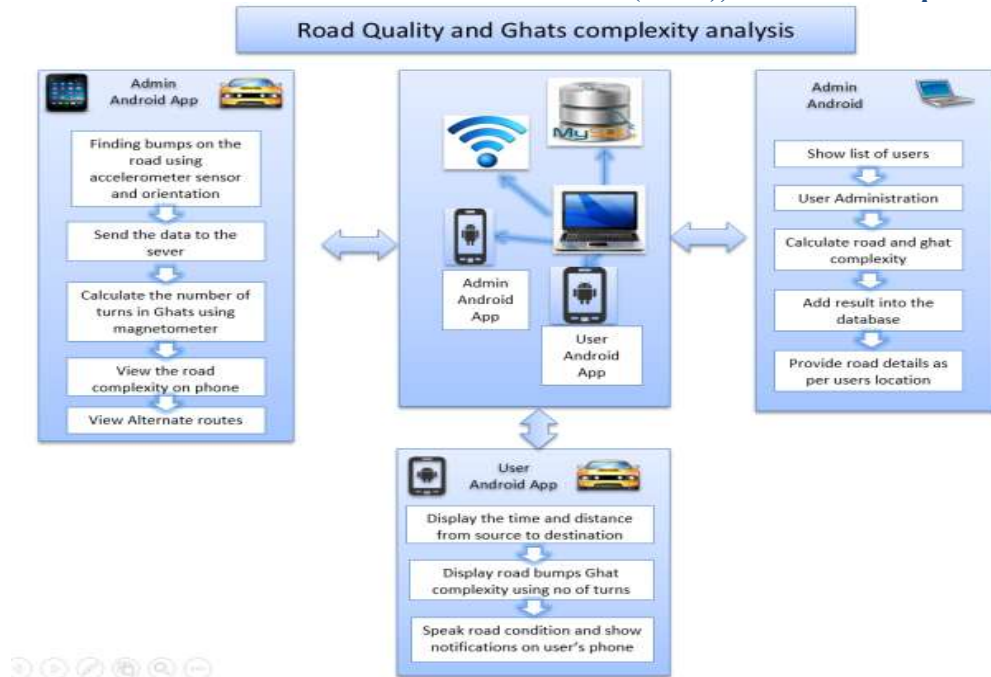 Road Quality and Ghats complexity analysis
Admin
Android App
Finding bumps on the
road using
accelerometer sensor
and orientation
Send the data to the
sever
Calculate the number of
turns in Ghats using
magnetometer
View the road
complexity on phone
View Alternate routes
MySQL
Admin
Android
App
User
Android
App
Admin
Android
Show list of users
User Administration
Calculate road and ghat
complexity
Add result into the
database
Provide road details as
per users location
User
Android App
Display the time and distance
from source to destination
Display road bumps Ghat
complexity using no of turns
Speak road condition and show
notifications on user's phone